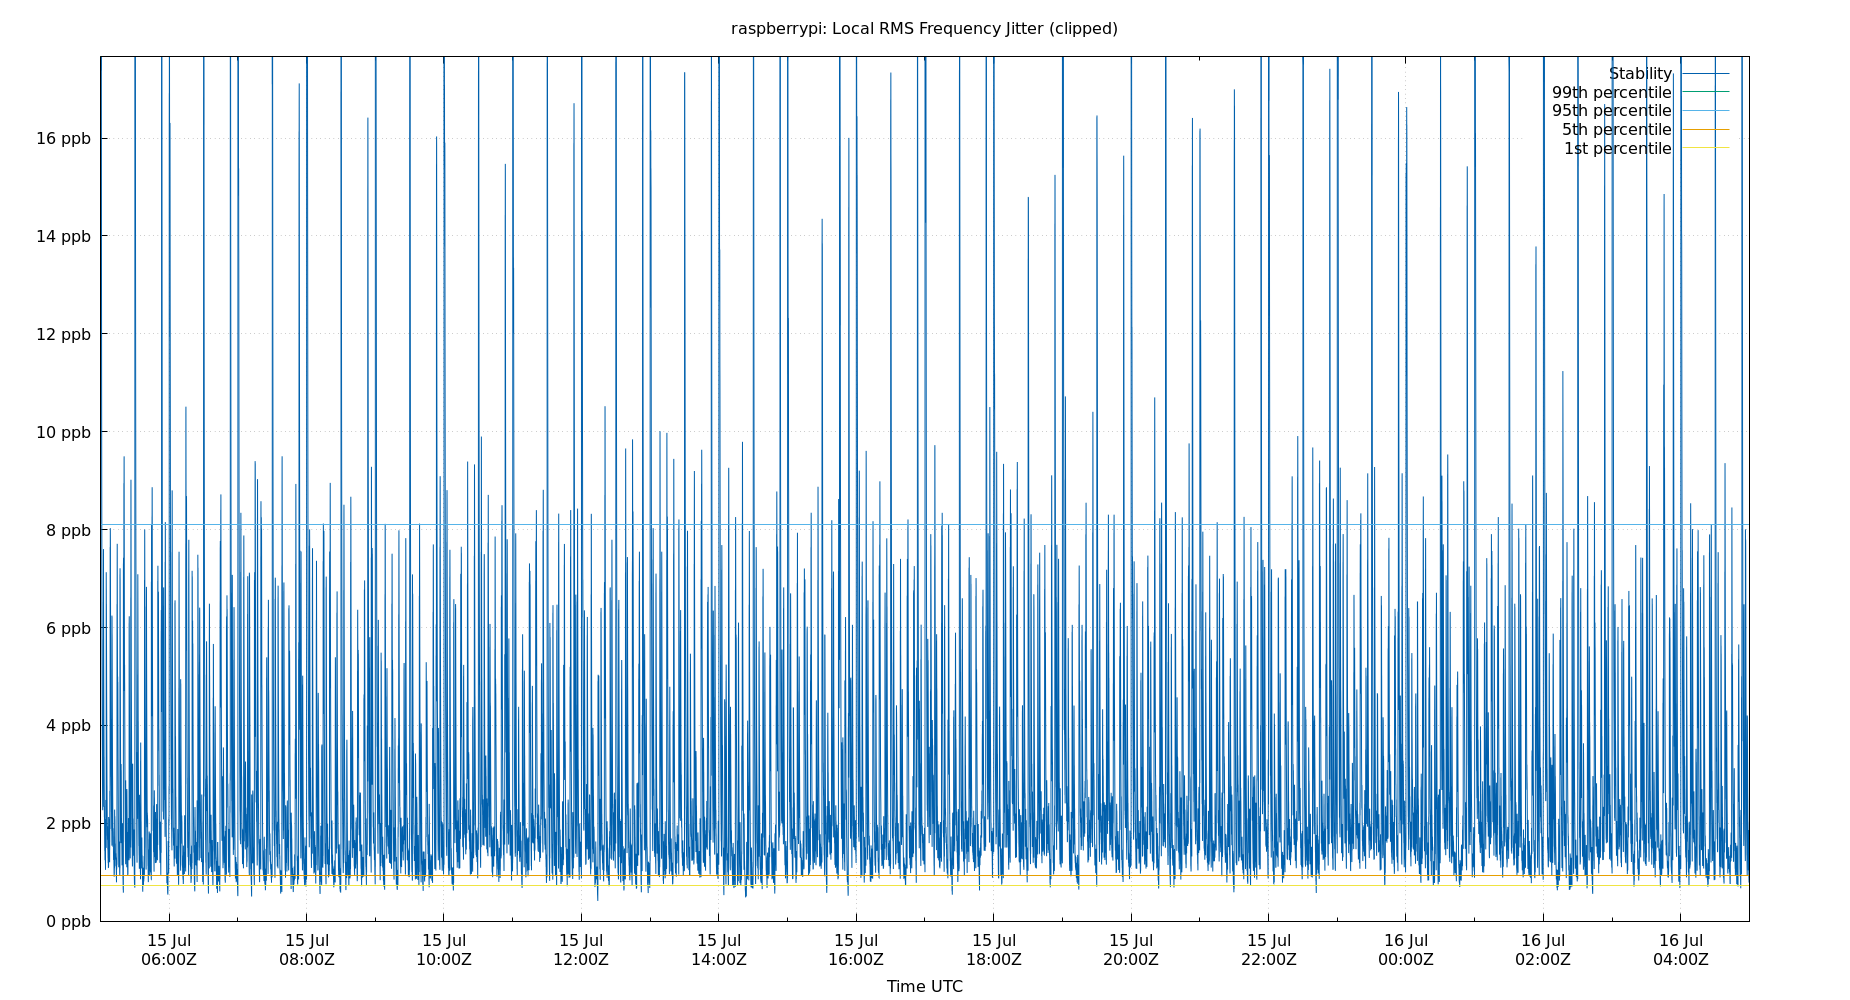 raspberrypi: Local RMS Frequency Jitter (clipped)
Stability
99th percentile
95th percentile
5th percentile
1st percentile
16 ppb
14 ppb
12 ppb
10 ppb
8 ppb
6 ppb
4 ppb
2 ppb
0 ppb
15 Jul 15 Jul 15 Jul 15 Jul 15 Jul 15 Jul 15 Jul 15 Jul 15 Jul 16 Jul 16 Jul 16 Jul
06:00Z 08:00Z 10:00Z 12:00Z 14:00Z 16:00Z 18:00Z 20:00Z 22:00Z 00:00Z 02:00Z 04:00Z
Time UTC